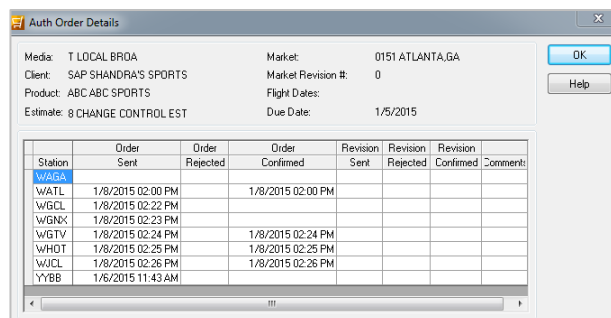 Auth Order Details
Media: T LOCAL BROA Market: 0151 ATLANTA,GA OK
Client: SAP SHANDRA'S SPORTS Market Revision #: 0 Help
Product: ABC ABC SPORTS Flight Dates:
Estimate: 8 CHANGE CONTROL EST Due Date: 1/5/2015
Order Order Order Revision Revision Revision
Station Sent Rejected Confirmed Sent Rejected Confirmed Comments
WAGA
WATL 1/8/2015 02:00 PM 1/8/2015 02:00 PM
WGCL 1/8/2015 02:22 PM
WGNX 1/8/2015 02:23 PM
WGTV 1/8/2015 02:24 PM 1/8/2015 02:24 PM
WHOT 1/8/2015 02:25 PM 1/8/2015 02:25 PM
WJCL 1/8/2015 02:26 PM 1/8/2015 02:26 PM
YYBB 1/6/2015 11:43 AM